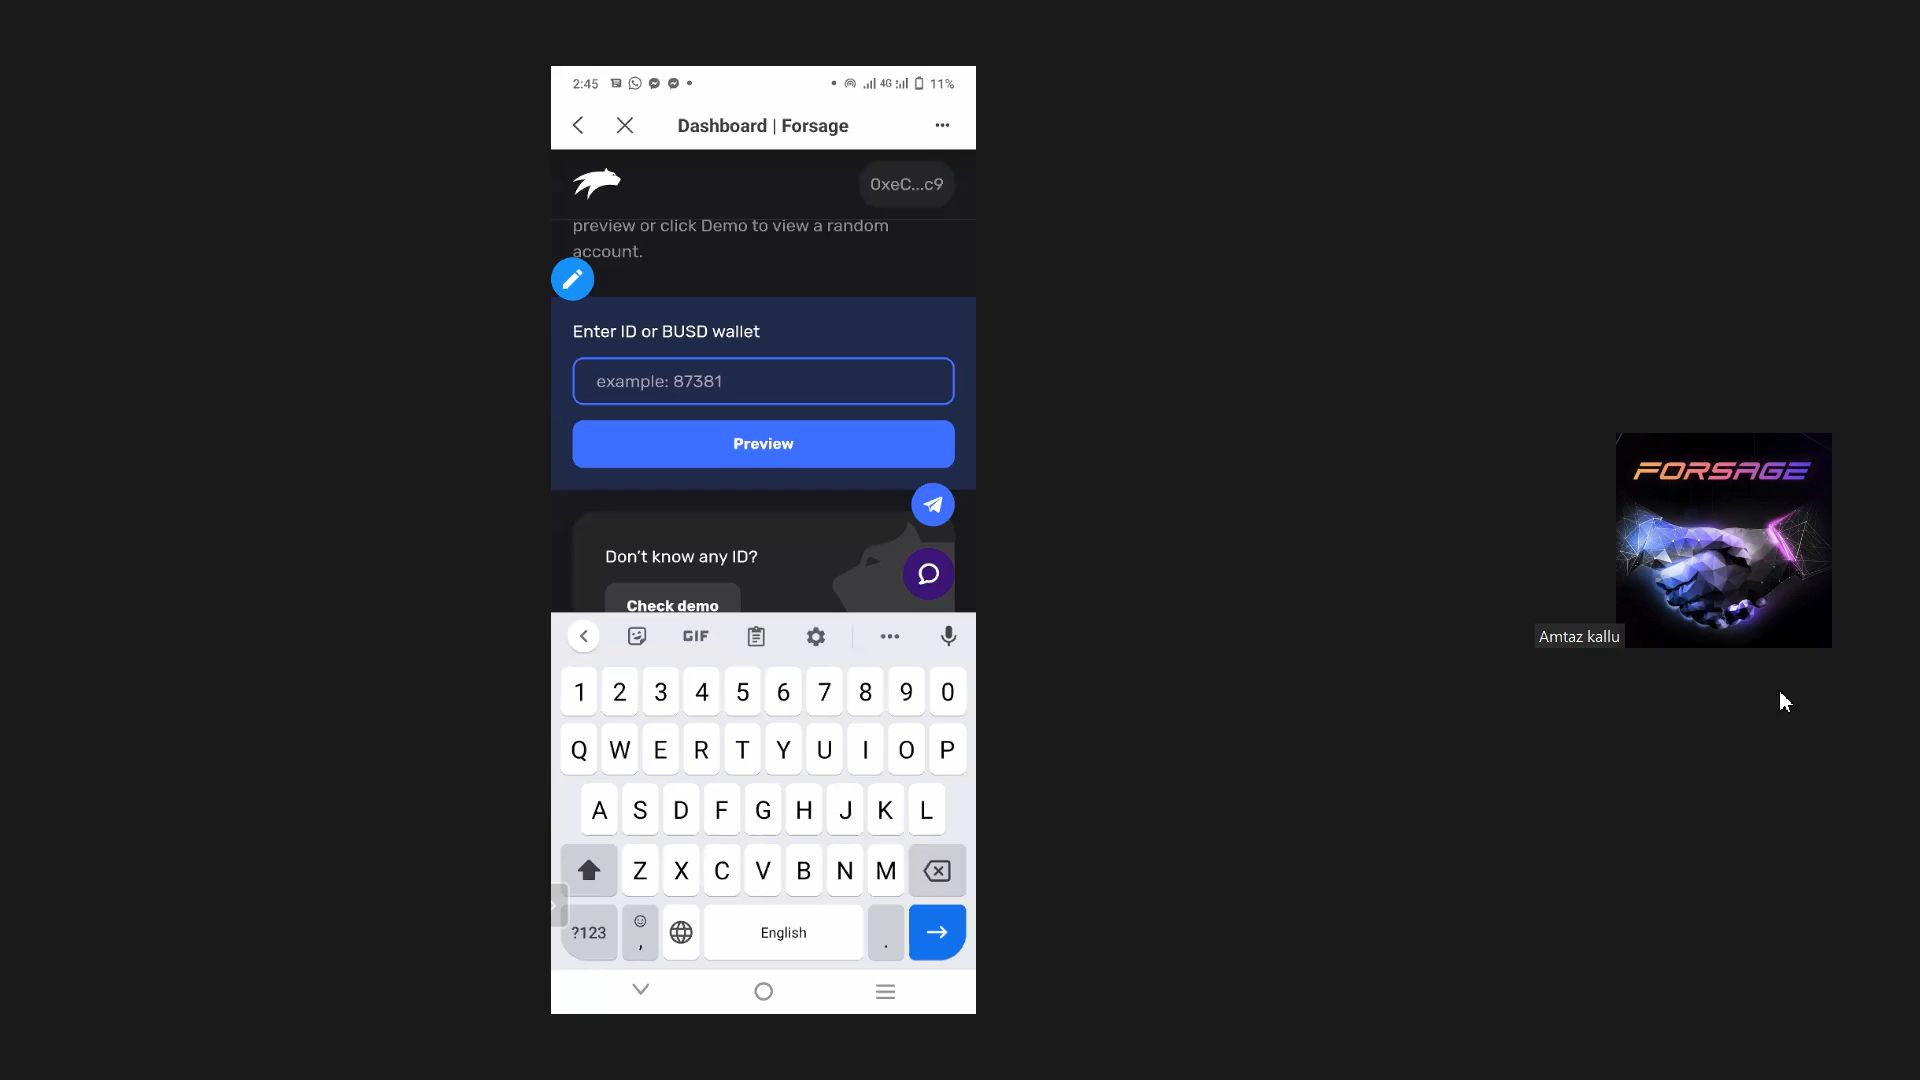 2:45
4G
11%
Dashboard | Forsage
0xeC...c9
preview or click Demo to view a random
account.
Enter ID or BUSD wallet
example: 87381
Preview
Don't know any ID?
Check demo
GIF
1 2 3 4 5 6 7 8 9 0
Q W E R T Y U I O P
A S D F G H J K L
Z X C V B N M
?123 , English .
FORSAGE
Amtaz kallu